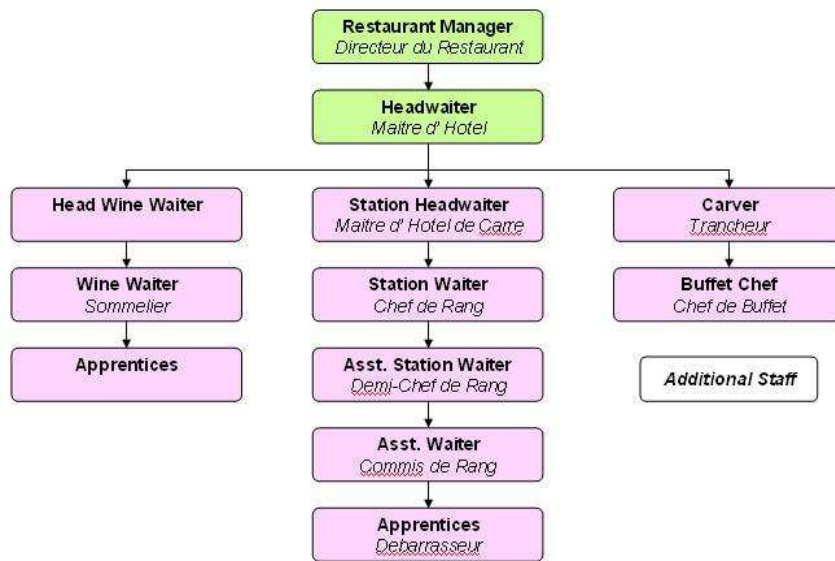 Restaurant Manager
Directeur du Restaurant
Headwaiter
Maitre d' Hotel
Head Wine Waiter
Station Headwaiter
Maitre d' Hotel de Carre
Carver
Trancheur
Wine Waiter
Sommelier
Station Waiter
Chef de Rang
Buffet Chef
Chef de Buffet
Apprentices
Asst. Station Waiter
Demi-Chef de Rang
Additional Staff
Asst. Waiter
Commis de Rang
Apprentices
Debarrasseur